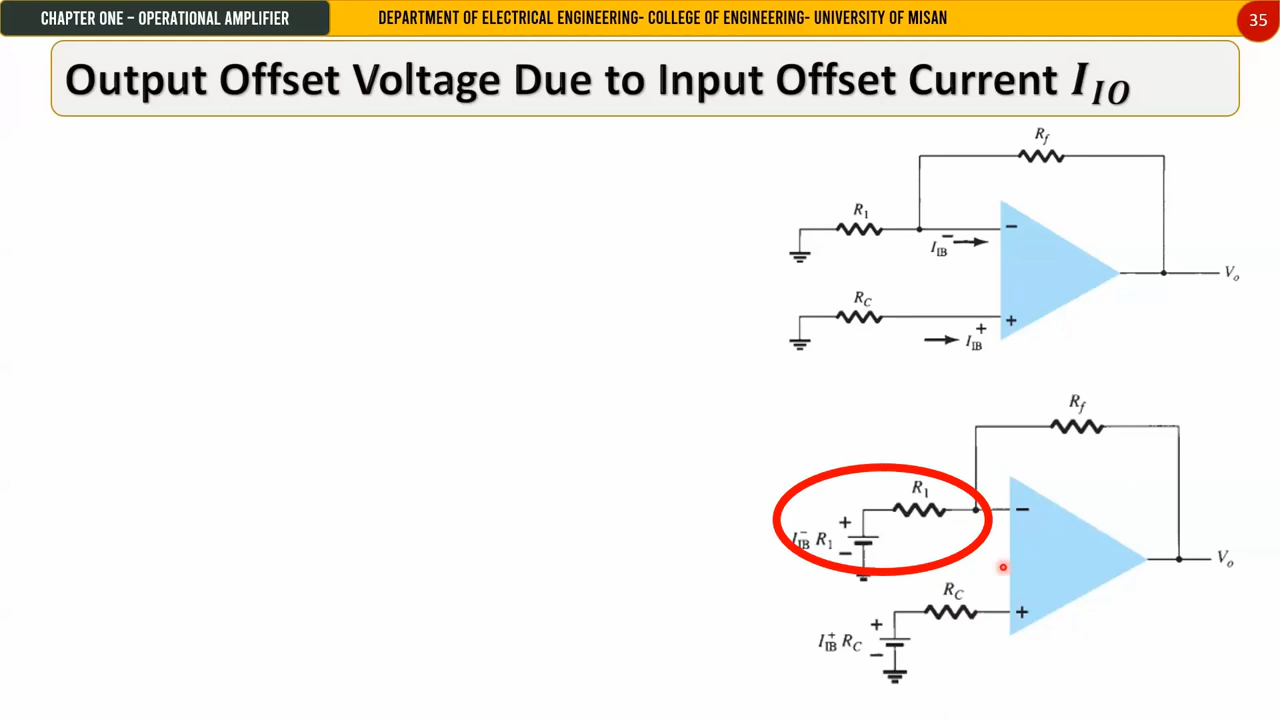 CHAPTER ONE – OPERATIONAL AMPLIFIER
DEPARTMENT OF ELECTRICAL ENGINEERING- COLLEGE OF ENGINEERING- UNIVERSITY OF MISAN
35
Output Offset Voltage Due to Input Offset Current I_IO
R_f
R_1
−
I_IB^−
V_o
R_C
+
I_IB^+
R_f
R_1
+
−
I_IB^− R_1
−
V_o
R_C
+
+
I_IB^+ R_C
−